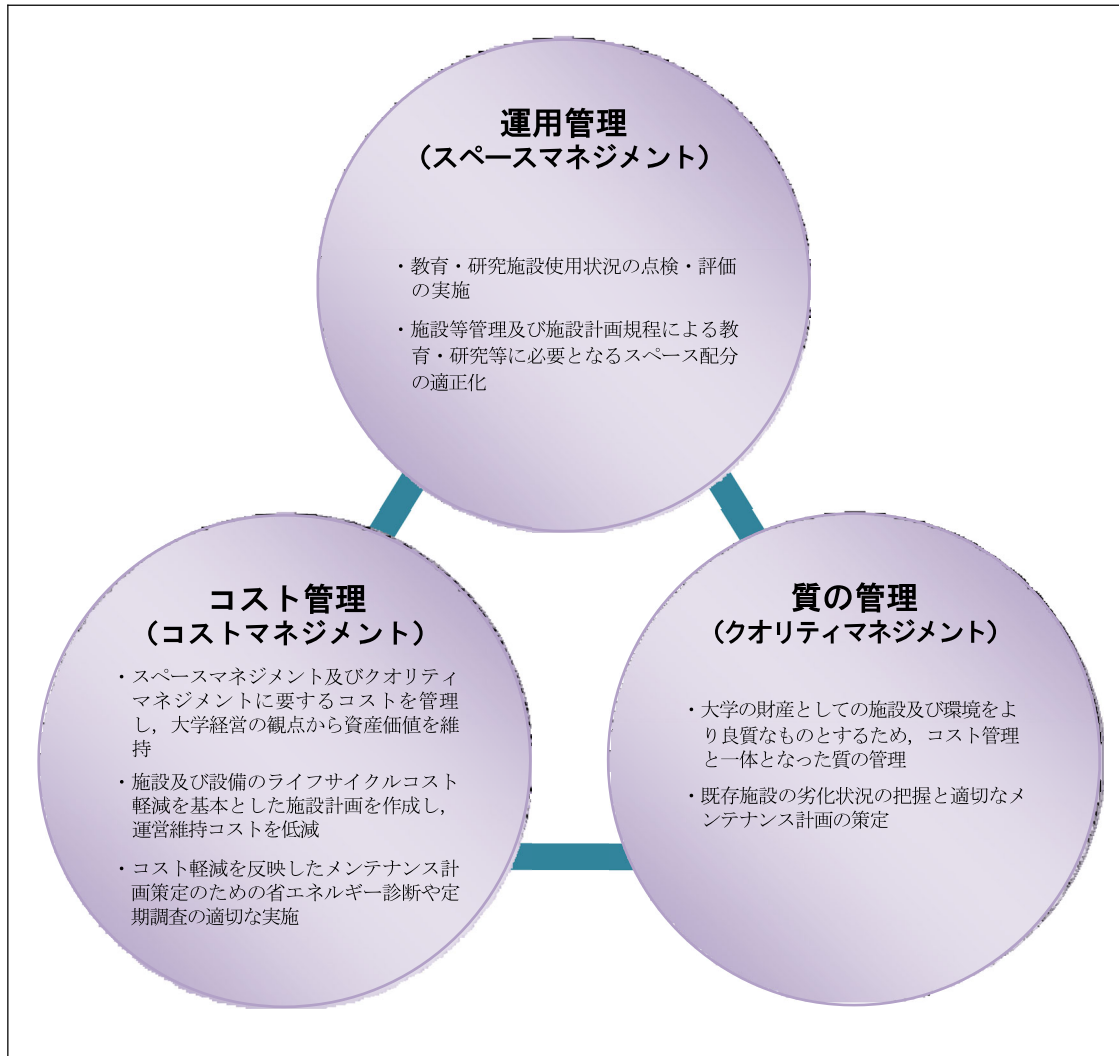 運用管理
（スペースマネジメント）
・教育・研究施設使用状況の点検・評価
の実施
・施設等管理及び施設計画規程による教
育・研究等に必要となるスペース配分
の適正化
コスト管理
（コストマネジメント）
・スペースマネジメント及びクオリティ
マネジメントに要するコストを管理
し，大学経営の観点から資産価値を維
持
・施設及び設備のライフサイクルコスト
軽減を基本とした施設計画を作成し，
運営維持コストを低減
・コスト軽減を反映したメンテナンス計
画策定のための省エネルギー診断や定
期調査の適切な実施
質の管理
（クオリティマネジメント）
・大学の財産としての施設及び環境をよ
り良質なものとするため，コスト管理
と一体となった質の管理
・既存施設の劣化状況の把握と適切なメ
ンテナンス計画の策定